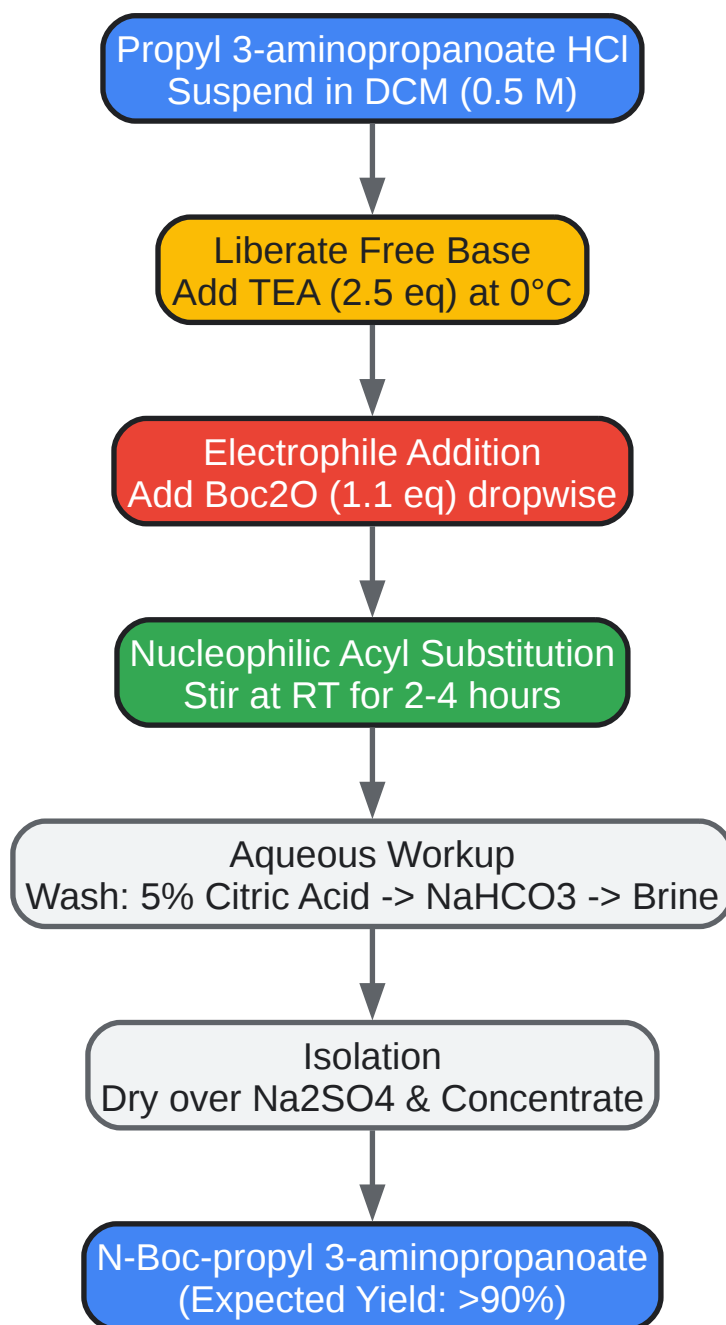 Propyl 3-aminopropanoate HCl
Suspend in DCM (0.5 M)
Liberate Free Base
Add TEA (2.5 eq) at 0°C
Electrophile Addition
Add Boc2O (1.1 eq) dropwise
Nucleophilic Acyl Substitution
Stir at RT for 2-4 hours
Aqueous Workup
Wash: 5% Citric Acid -> NaHCO3 -> Brine
Isolation
Dry over Na2SO4 & Concentrate
N-Boc-propyl 3-aminopropanoate
(Expected Yield: >90%)